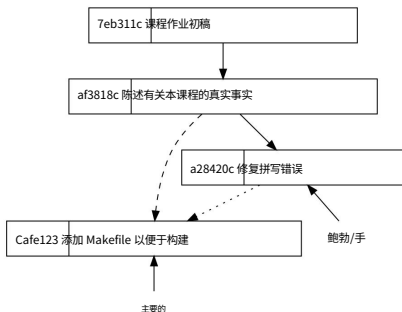 7eb311c 课程作业初稿
af3818c 陈述有关本课程的真实事实
a28420c 修复拼写错误
Cafe123 添加 Makefile 以便于构建
鲍勃/手
主要的